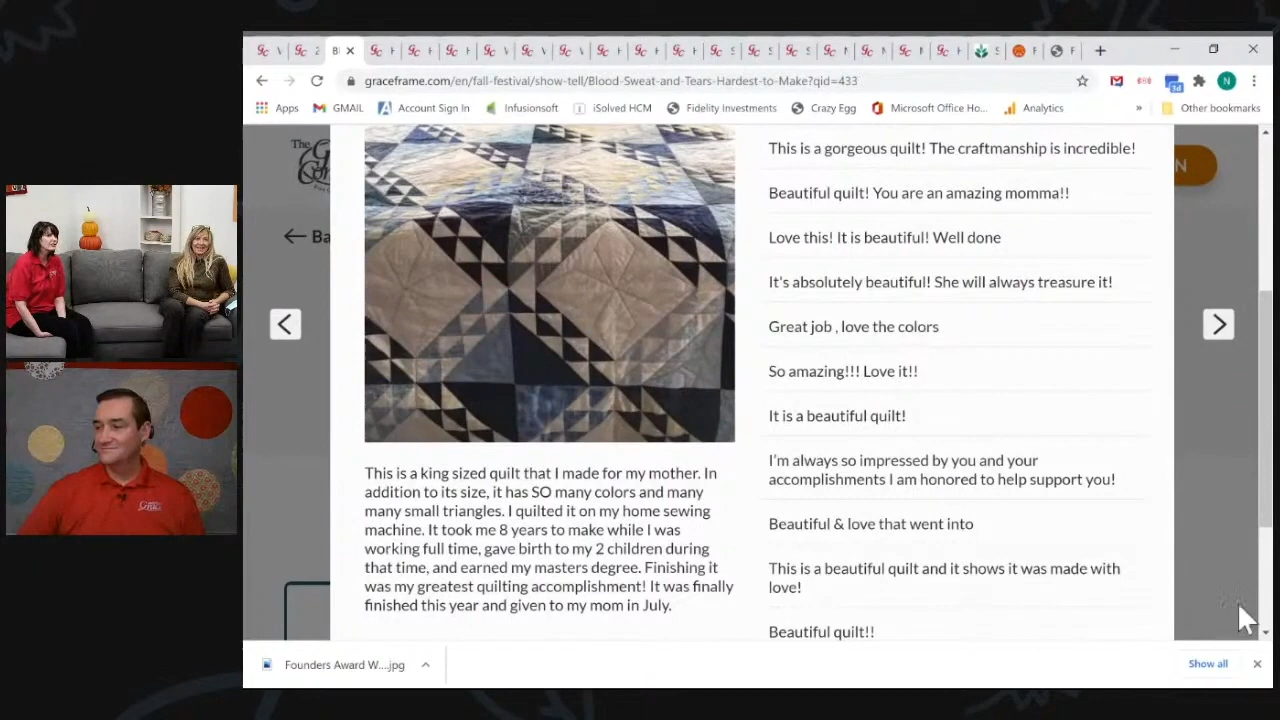 graceframe.com/en/fall-festival/show-tell/Blood-Sweat-and-Tears-Hardest-to-Make?qid=433
Apps
GMAIL
Account Sign In
Infusionsoft
iSolved HCM
Fidelity Investments
Crazy Egg
Microsoft Office Ho...
Analytics
»
Other bookmarks
The
← Ba
This is a king sized quilt that I made for my mother. In
addition to its size, it has SO many colors and many
many small triangles. I quilted it on my home sewing
machine. It took me 8 years to make while I was
working full time, gave birth to my 2 children during
that time, and earned my masters degree. Finishing it
was my greatest quilting accomplishment! It was finally
finished this year and given to my mom in July.
This is a gorgeous quilt! The craftmanship is incredible!
Beautiful quilt! You are an amazing momma!!
Love this! It is beautiful! Well done
It's absolutely beautiful! She will always treasure it!
Great job , love the colors
So amazing!!! Love it!!
It is a beautiful quilt!
I'm always so impressed by you and your
accomplishments I am honored to help support you!
Beautiful & love that went into
This is a beautiful quilt and it shows it was made with
love!
Beautiful quilt!!
Founders Award W....jpg
Show all